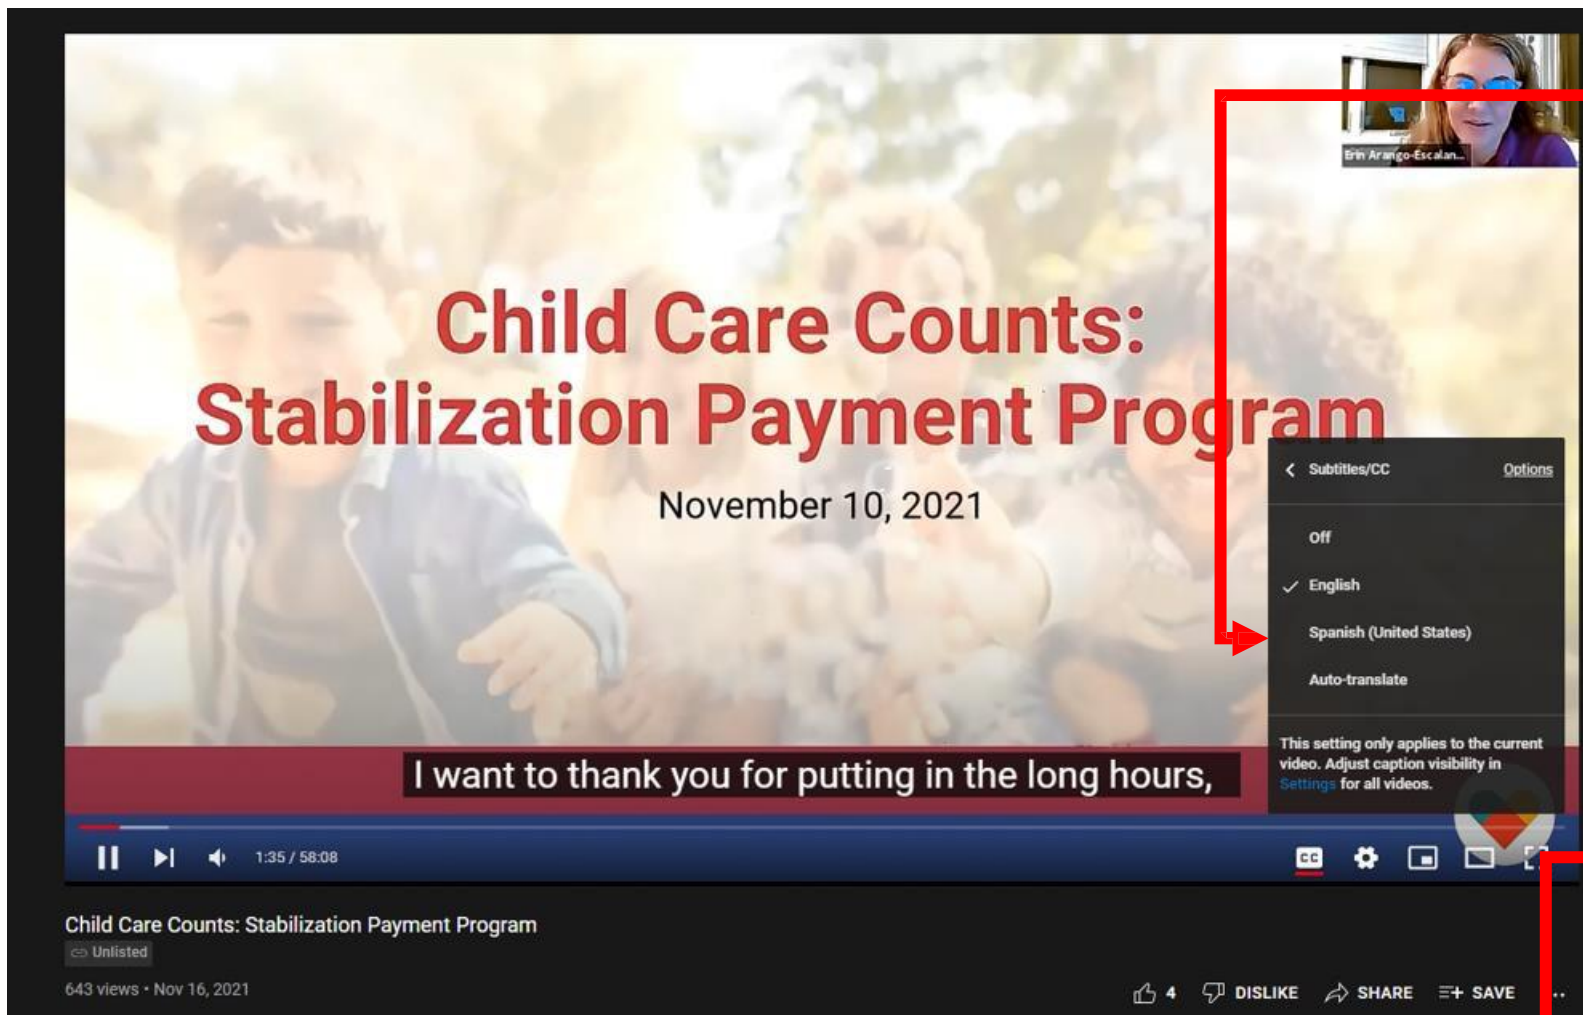 Erin Arango-Escalan...
Child Care Counts:
Stabilization Payment Program
November 10, 2021
Subtitles/CC Options
Off
English
Spanish (United States)
Auto-translate
This setting only applies to the current
video. Adjust caption visibility in
Settings for all videos.
I want to thank you for putting in the long hours,
1:35 / 58:08
CC
Child Care Counts: Stabilization Payment Program
Unlisted
643 views • Nov 16, 2021
4 DISLIKE SHARE SAVE